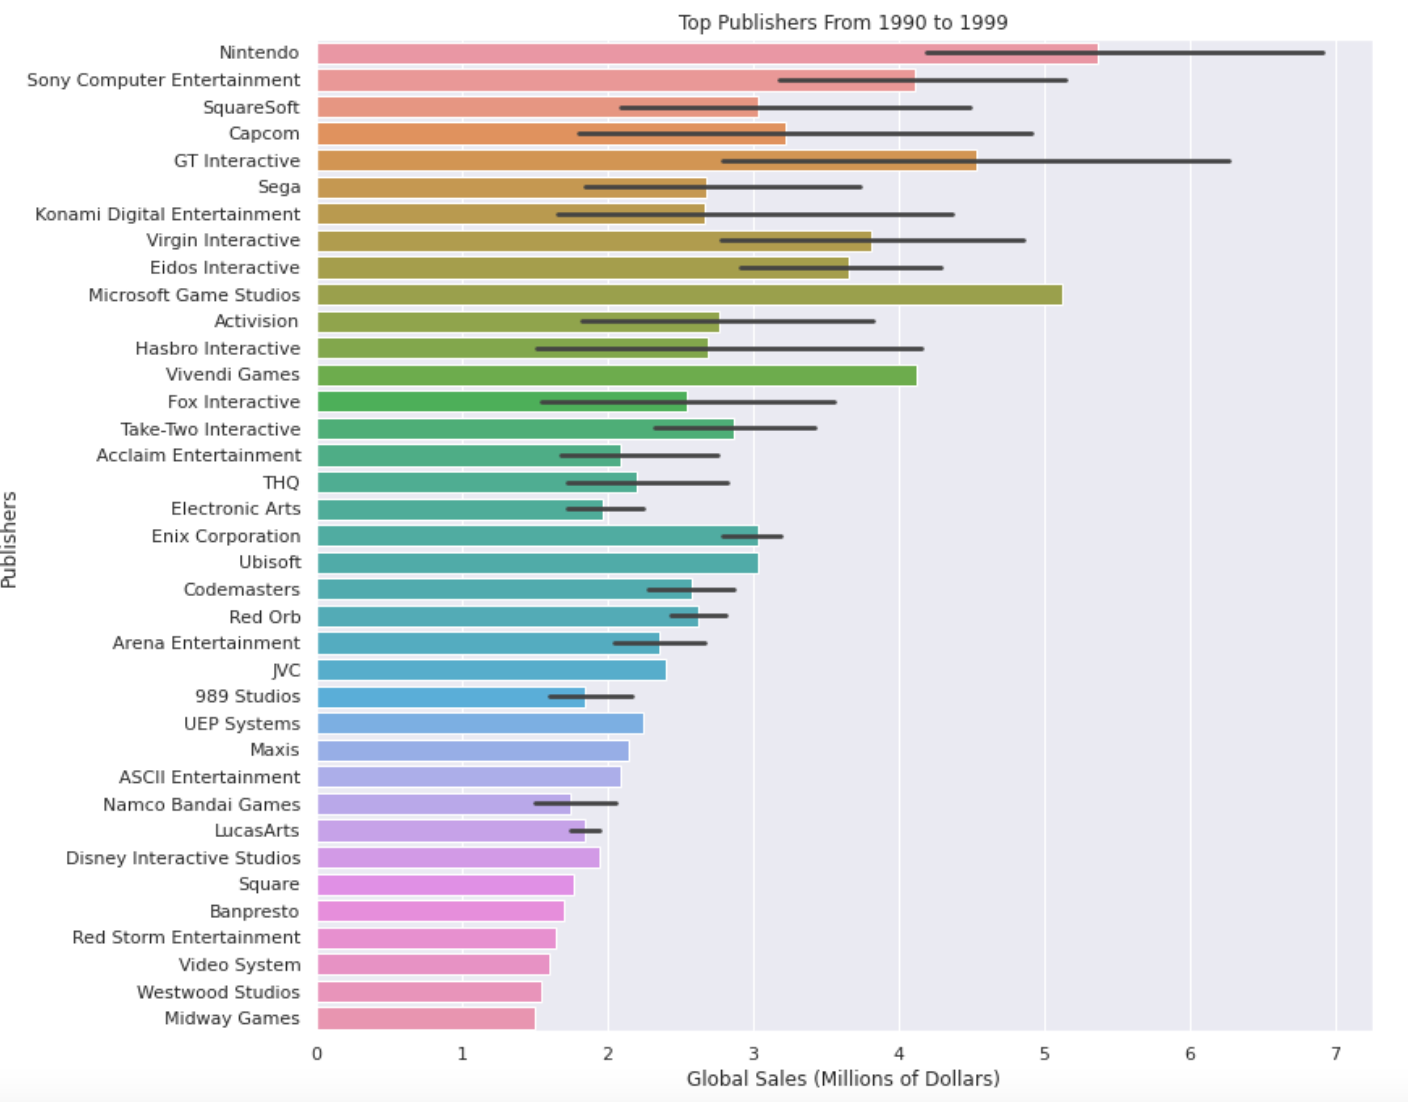 Top Publishers From 1990 to 1999
Publishers
Nintendo
Sony Computer Entertainment
SquareSoft
Capcom
GT Interactive
Sega
Konami Digital Entertainment
Virgin Interactive
Eidos Interactive
Microsoft Game Studios
Activision
Hasbro Interactive
Vivendi Games
Fox Interactive
Take-Two Interactive
Acclaim Entertainment
THQ
Electronic Arts
Enix Corporation
Ubisoft
Codemasters
Red Orb
Arena Entertainment
JVC
989 Studios
UEP Systems
Maxis
ASCII Entertainment
Namco Bandai Games
LucasArts
Disney Interactive Studios
Square
Banpresto
Red Storm Entertainment
Video System
Westwood Studios
Midway Games
0 1 2 3 4 5 6 7
Global Sales (Millions of Dollars)